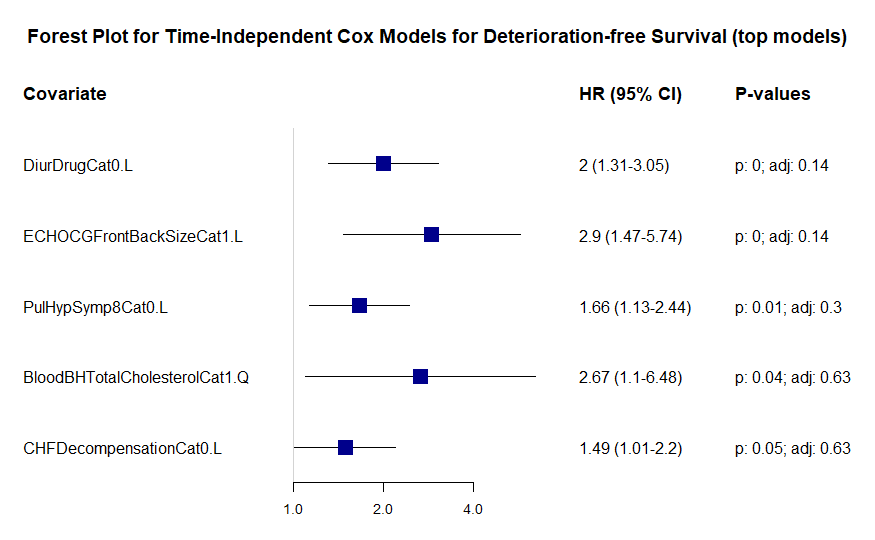 Forest Plot for Time-Independent Cox Models for Deterioration-free Survival (top models)
Covariate HR (95% CI) P-values
DiurDrugCat0.L 2 (1.31-3.05) p: 0; adj: 0.14
ECHOCGFrontBackSizeCat1.L 2.9 (1.47-5.74) p: 0; adj: 0.14
PulHypSymp8Cat0.L 1.66 (1.13-2.44) p: 0.01; adj: 0.3
BloodBHTotalCholesterolCat1.Q 2.67 (1.1-6.48) p: 0.04; adj: 0.63
CHFDecompensationCat0.L 1.49 (1.01-2.2) p: 0.05; adj: 0.63
1.0 2.0 4.0